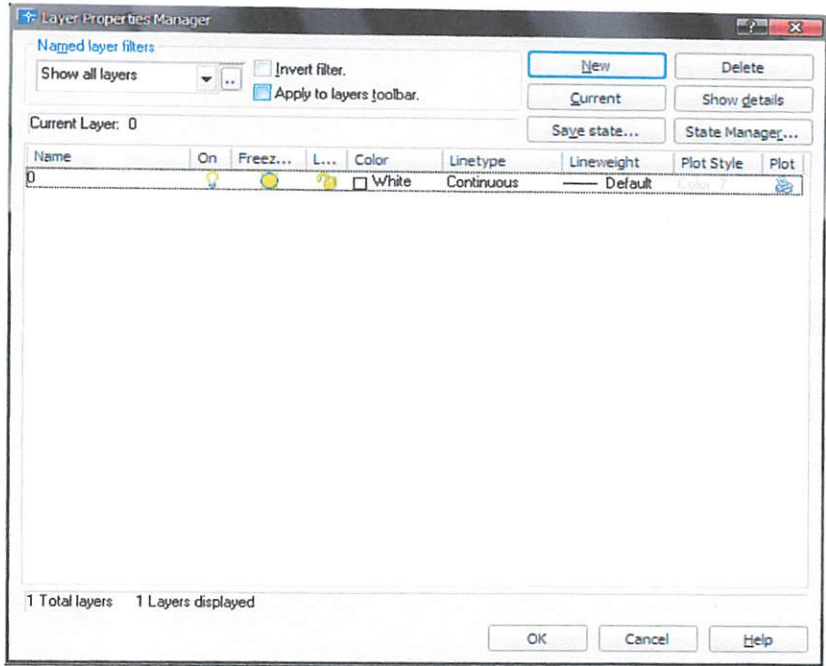 Layer Properties Manager
Named layer filters
Show all layers
..
Invert filter.
Apply to layers toolbar.
New
Delete
Current
Show details
Current Layer: 0
Save state...
State Manager...
Name On Freez... L... Color Linetype Lineweight Plot Style Plot
0 White Continuous Default Color 7
1 Total layers 1 Layers displayed
OK Cancel Help